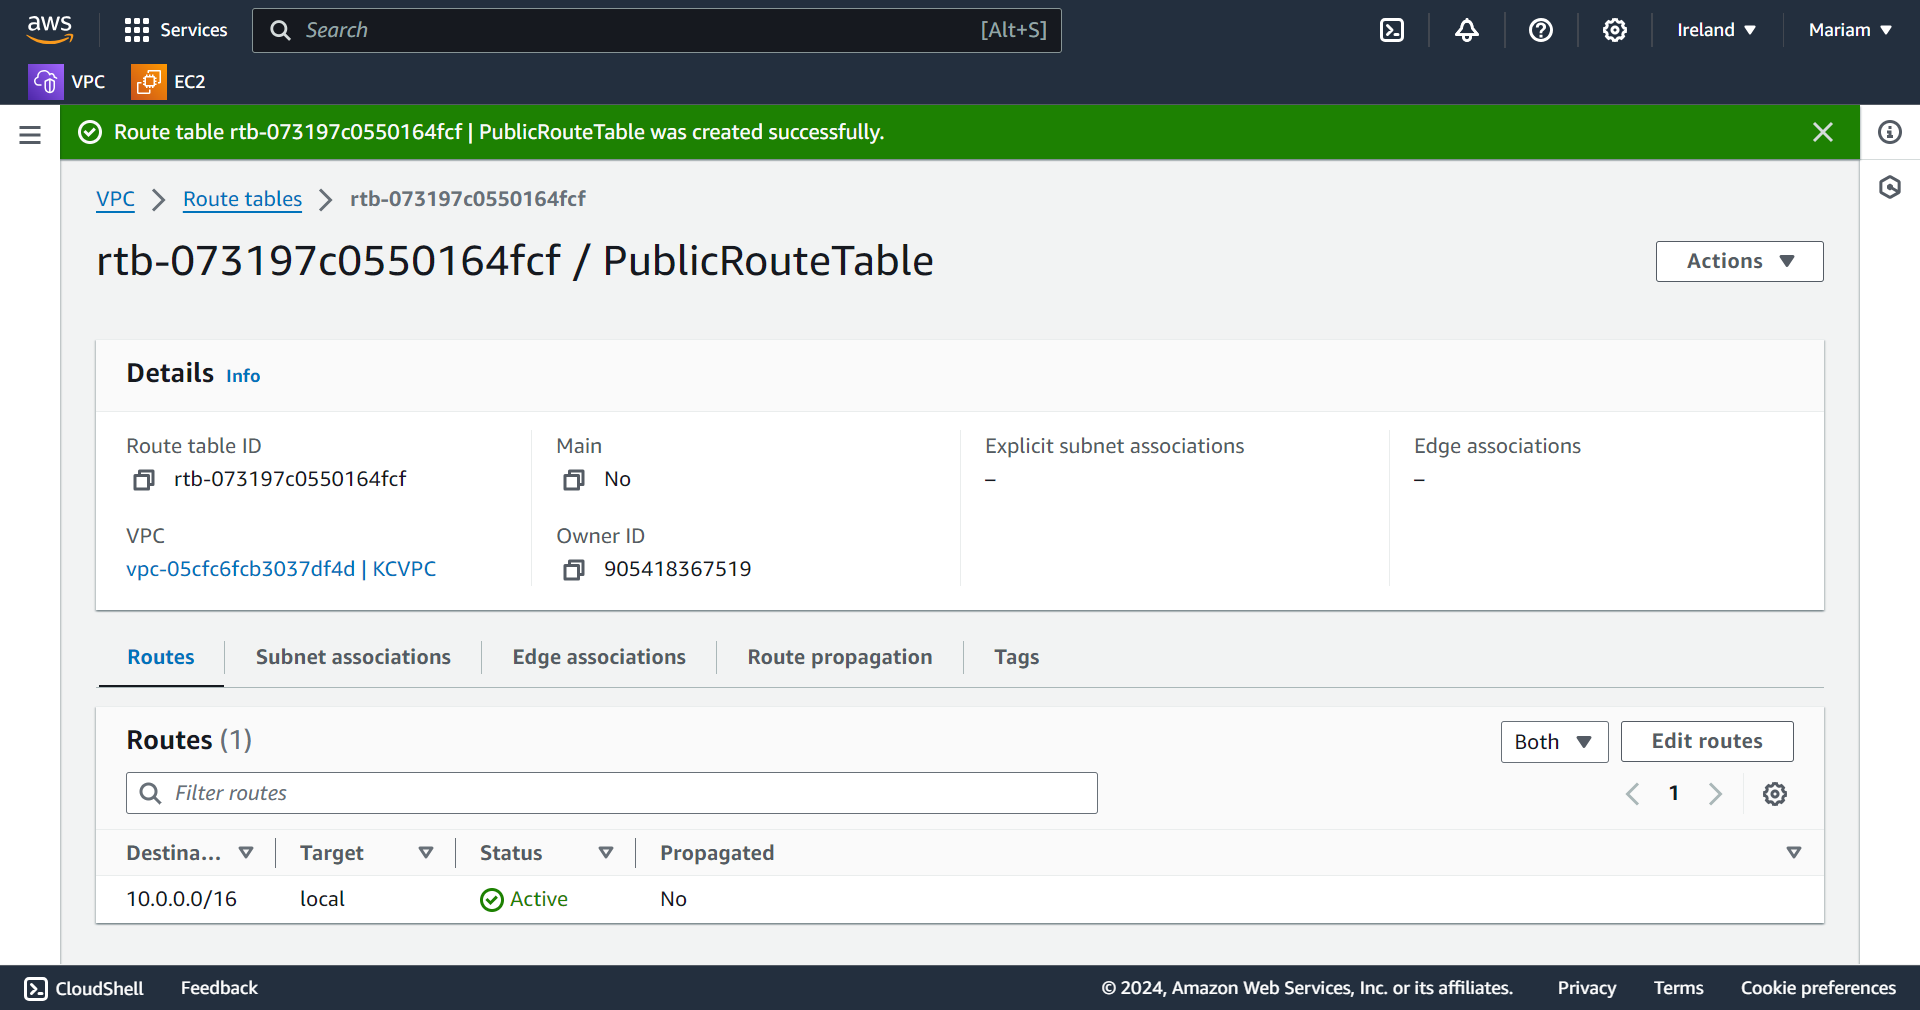 aws Services Search [Alt+S] Ireland Mariam
VPC EC2
Route table rtb-073197c0550164fcf | PublicRouteTable was created successfully.
VPC Route tables rtb-073197c0550164fcf
rtb-073197c0550164fcf / PublicRouteTable
Actions
Details Info
Route table ID
rtb-073197c0550164fcf
Main
No
Explicit subnet associations
–
Edge associations
–
VPC
vpc-05cfc6fcb3037df4d | KCVPC
Owner ID
905418367519
Routes Subnet associations Edge associations Route propagation Tags
Routes (1)
Both Edit routes
Filter routes
1
Destina... Target Status Propagated
10.0.0.0/16 local Active No
CloudShell Feedback © 2024, Amazon Web Services, Inc. or its affiliates. Privacy Terms Cookie preferences